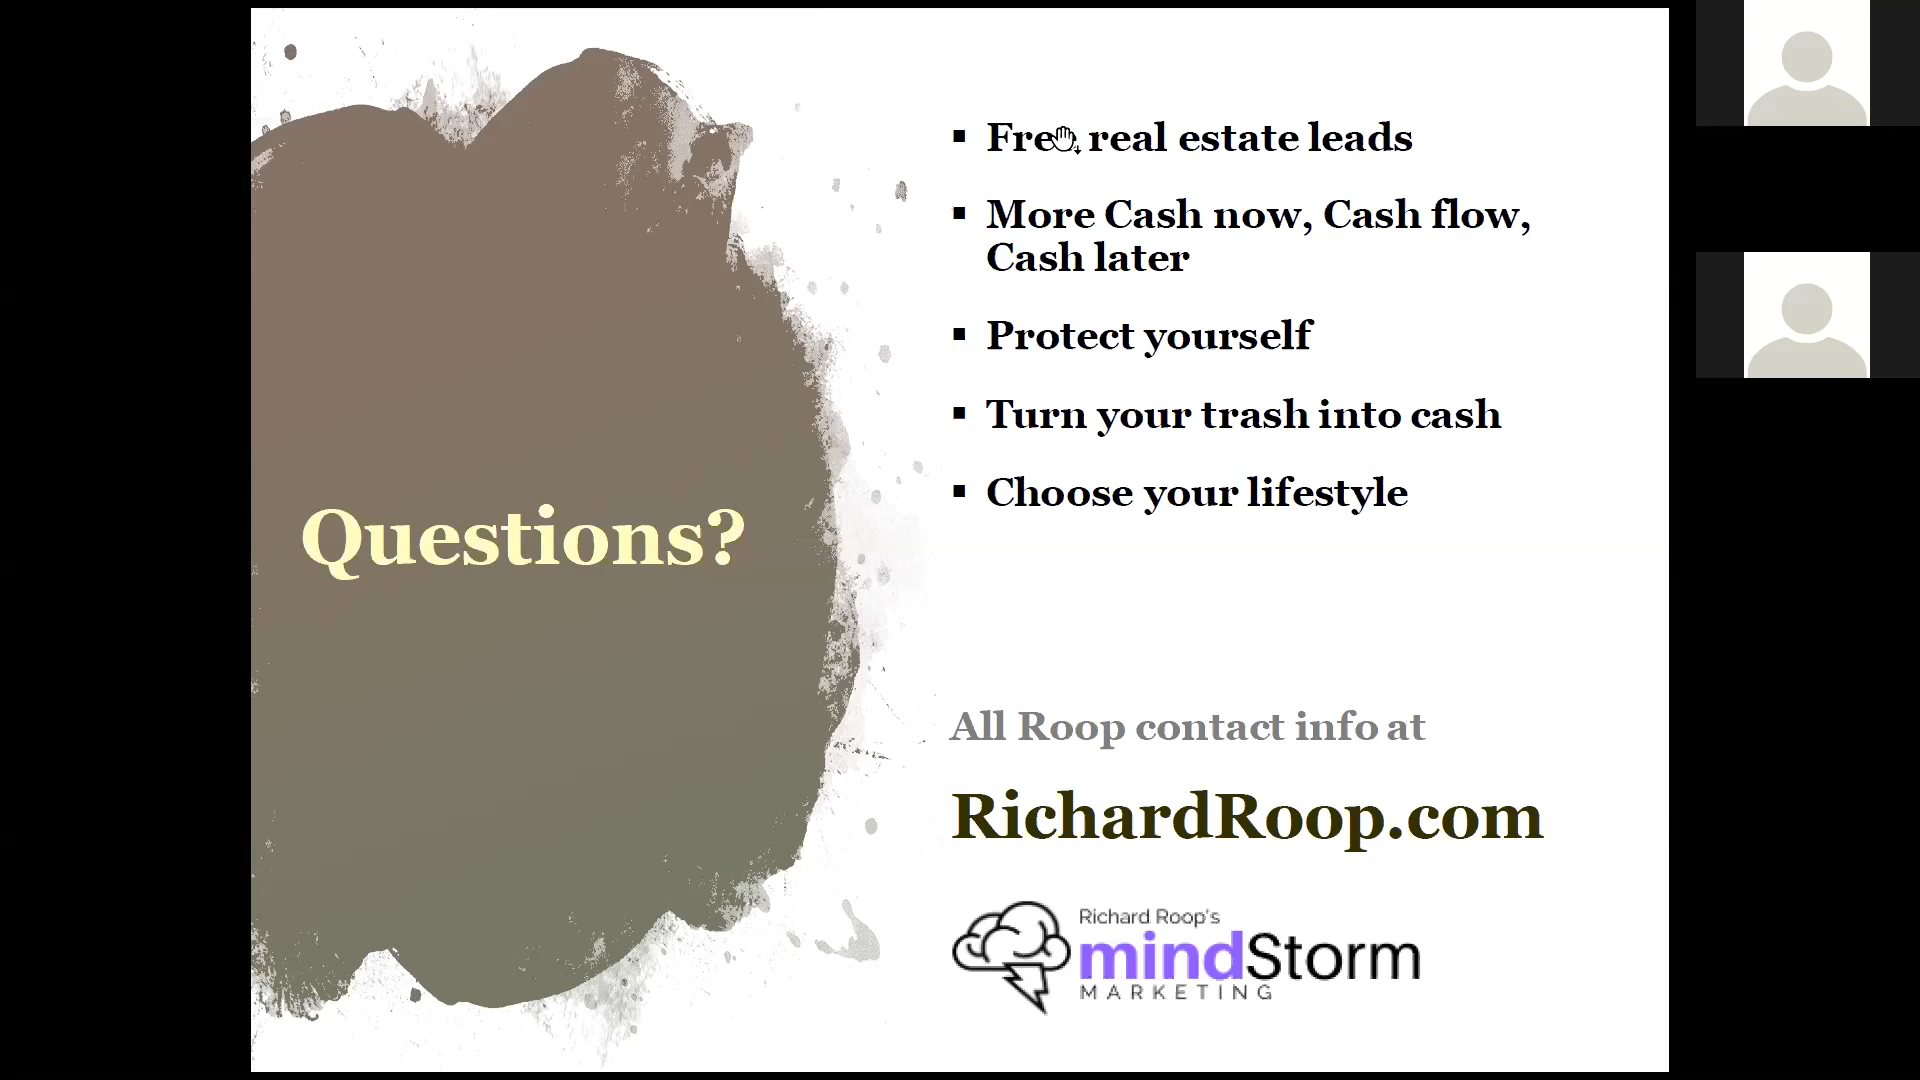 Questions?
Free real estate leads
More Cash now, Cash flow,
Cash later
Protect yourself
Turn your trash into cash
Choose your lifestyle
All Roop contact info at
RichardRoop.com
Richard Roop's
mindStorm
MARKETING